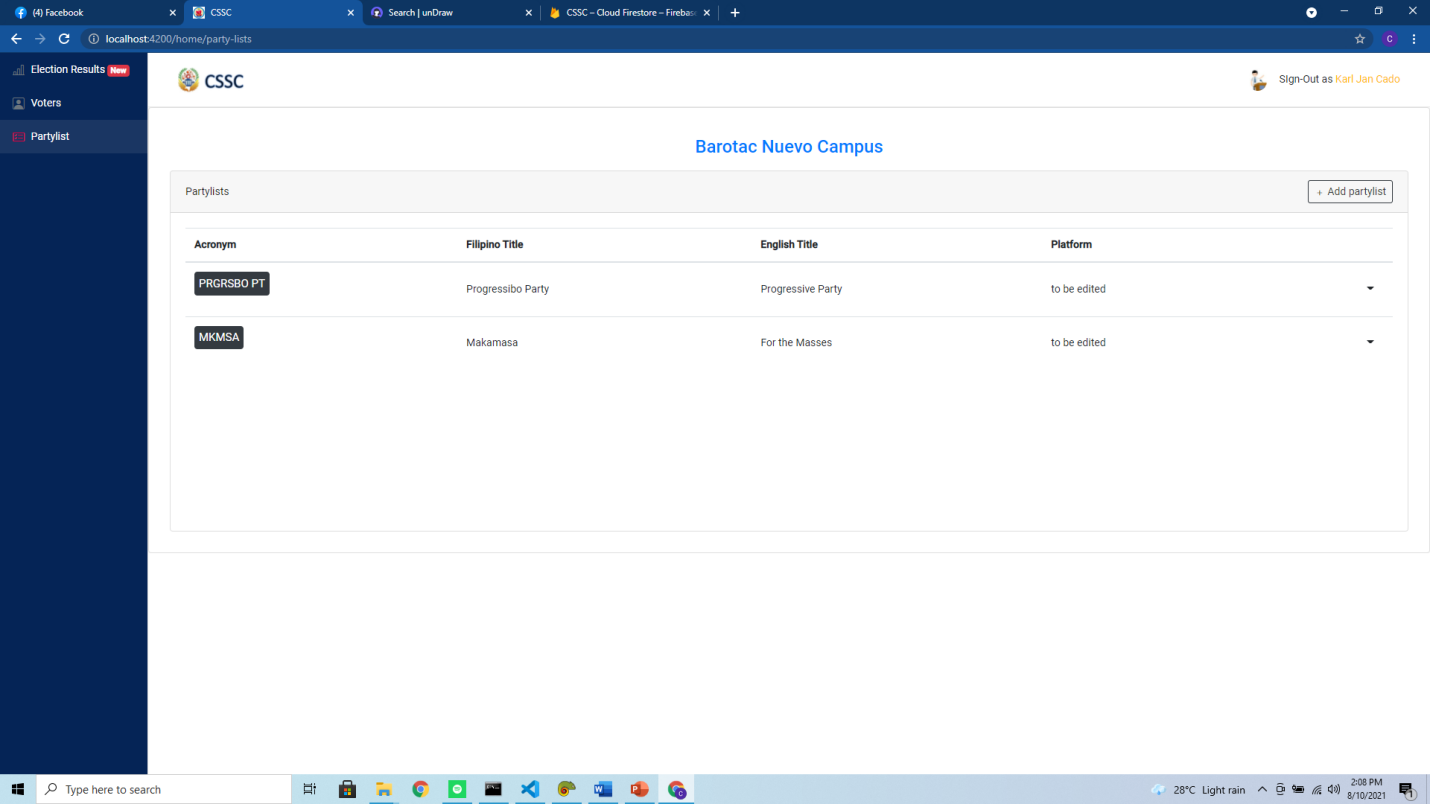 (4) Facebook
CSSC
Search | unDraw
CSSC – Cloud Firestore – Firebase
localhost:4200/home/party-lists
C
Election Results New
Voters
Partylist
CSSC
Sign-Out as Karl Jan Cado
Barotac Nuevo Campus
Partylists
+ Add partylist
Acronym Filipino Title English Title Platform
PRGRSBO PT Progressibo Party Progressive Party to be edited
MKMSA Makamasa For the Masses to be edited
Type here to search
28°C Light rain
2:08 PM
8/10/2021
1